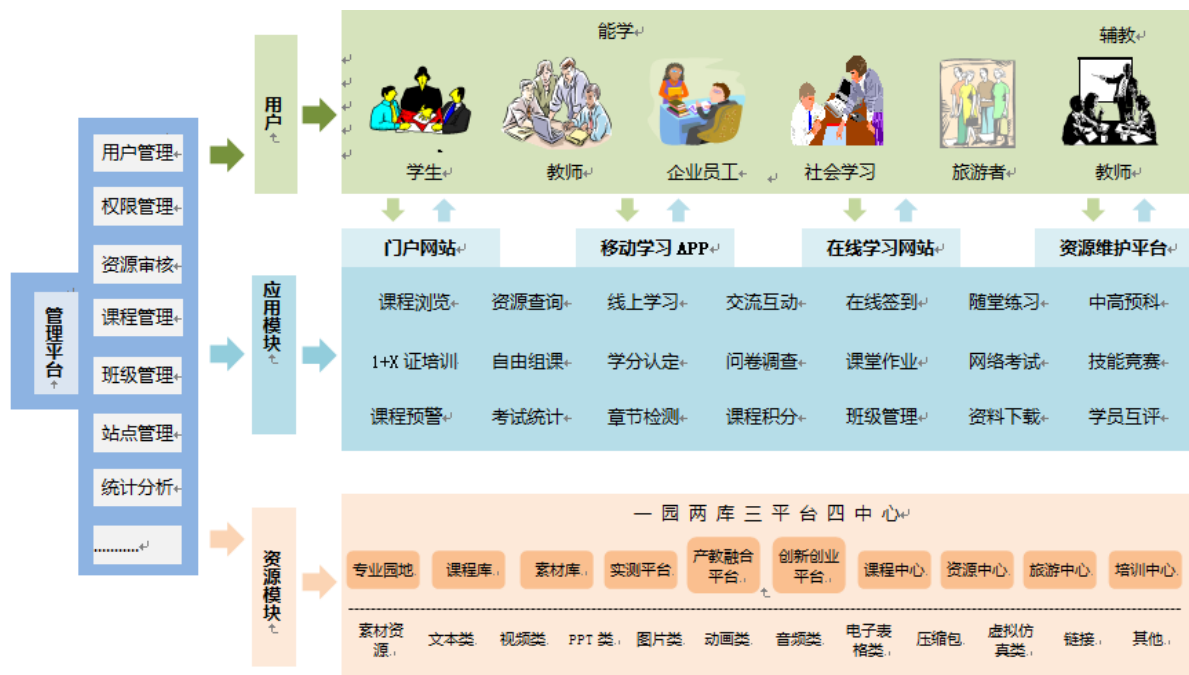 能学
辅教
用户
学生
教师
企业员工
社会学习
旅游者
教师
管理平台
用户管理
权限管理
资源审核
课程管理
班级管理
站点管理
统计分析
...........
门户网站
移动学习 APP
在线学习网站
资源维护平台
应用模块
课程浏览
资源查询
线上学习
交流互动
在线签到
随堂练习
中高预科
1+X 证培训
自由组课
学分认定
问卷调查
课堂作业
网络考试
技能竞赛
课程预警
考试统计
章节检测
课程积分
班级管理
资料下载
学员互评
资源模块
一 园 两 库 三 平 台 四 中 心
专业园地
课程库
素材库
实测平台
产教融合
平台
创新创业
平台
课程中心
资源中心
旅游中心
培训中心
素材资
源
文本类
视频类
PPT 类
图片类
动画类
音频类
电子表
格类
压缩包
虚拟仿
真类
链接
其他